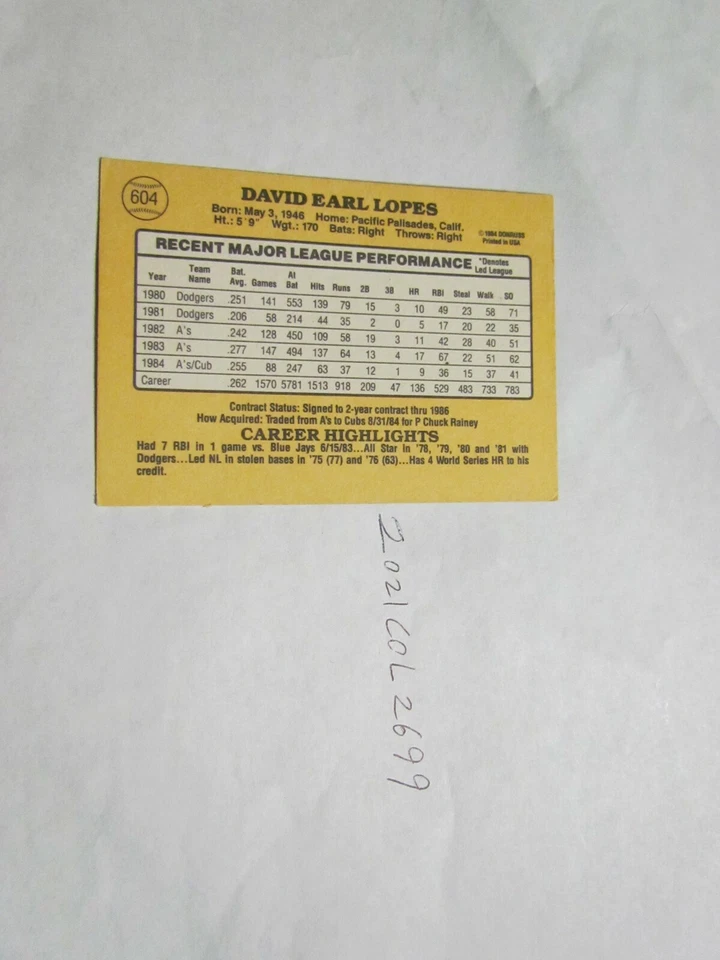 604
DAVID EARL LOPES
Born: May 3, 1946 Home: Pacific Palisades, Calif.
Ht.: 5'9" Wgt.: 170 Bats: Right Throws: Right
© 1984 DONRUSS
Printed in USA
RECENT MAJOR LEAGUE PERFORMANCE *Denotes Led League
Year Team Name Bat. Avg. Games At Bat Hits Runs 2B 3B HR RBI Steal Walk SO
1980 Dodgers .251 141 553 139 79 15 3 10 49 23 58 71
1981 Dodgers .206 58 214 44 35 2 0 5 17 20 22 35
1982 A's .242 128 450 109 58 19 3 11 42 28 40 51
1983 A's .277 147 494 137 64 13 4 17 67 22 51 62
1984 A's/Cub .255 88 247 63 37 12 1 9 36 15 37 41
Career .262 1570 5781 1513 918 209 47 136 529 483 733 783
Contract Status: Signed to 2-year contract thru 1986
How Acquired: Traded from A's to Cubs 8/31/84 for P Chuck Rainey
CAREER HIGHLIGHTS
Had 7 RBI in 1 game vs. Blue Jays 6/15/83...All Star in '78, '79, '80 and '81 with
Dodgers...Led NL in stolen bases in '75 (77) and '76 (63)...Has 4 World Series HR to his
credit.
2021COL2699